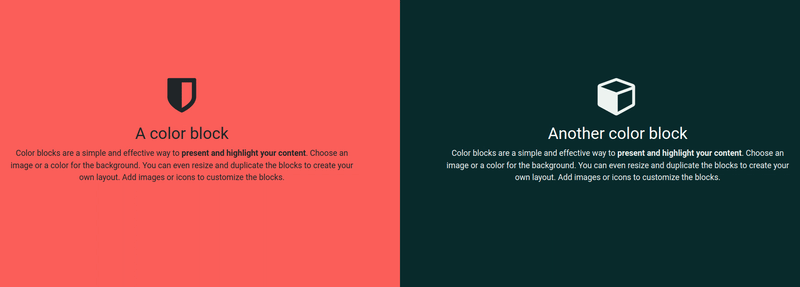 A color block
Color blocks are a simple and effective way to present and highlight your content. Choose an
image or a color for the background. You can even resize and duplicate the blocks to create your
own layout. Add images or icons to customize the blocks.
Another color block
Color blocks are a simple and effective way to present and highlight your content. Choose an
image or a color for the background. You can even resize and duplicate the blocks to create your
own layout. Add images or icons to customize the blocks.